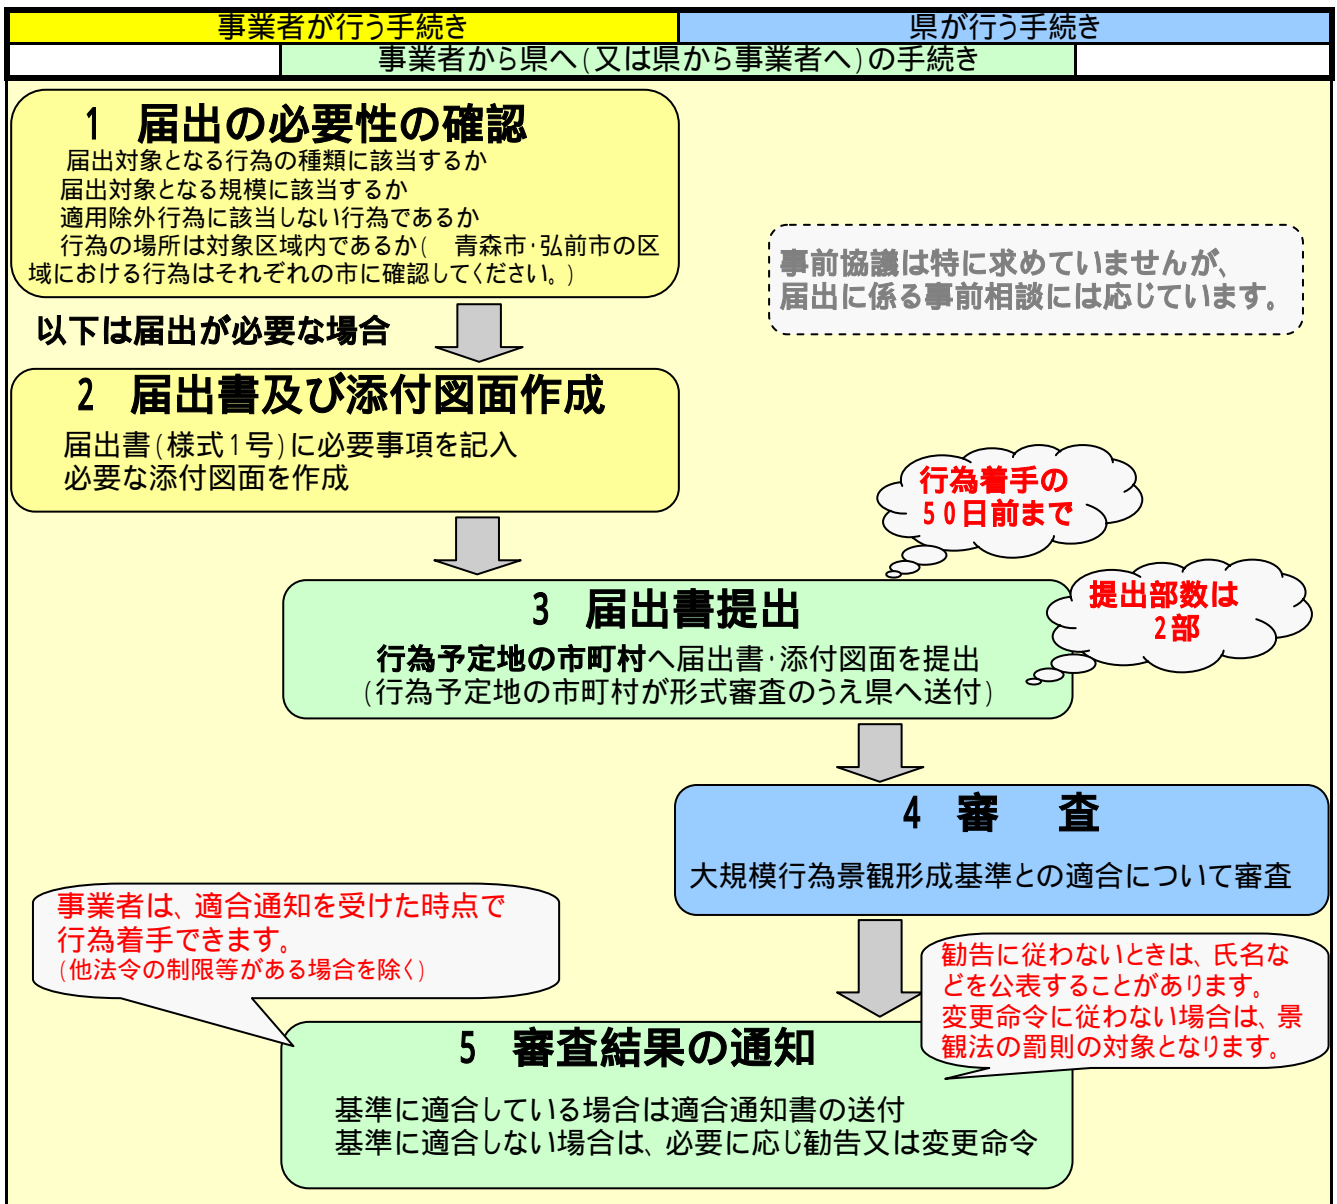 事業者が行う手続き
県が行う手続き
事業者から県へ(又は県から事業者へ)の手続き
1 届出の必要性の確認
届出対象となる行為の種類に該当するか
届出対象となる規模に該当するか
適用除外行為に該当しない行為であるか
行為の場所は対象区域内であるか( 青森市・弘前市の区
域における行為はそれぞれの市に確認してください。)
事前協議は特に求めていませんが、
届出に係る事前相談には応じています。
以下は届出が必要な場合
2 届出書及び添付図面作成
届出書(様式1号)に必要事項を記入
必要な添付図面を作成
行為着手の
50日前まで
3 届出書提出
行為予定地の市町村へ届出書・添付図面を提出
(行為予定地の市町村が形式審査のうえ県へ送付)
提出部数は
2部
4 審 査
大規模行為景観形成基準との適合について審査
事業者は、適合通知を受けた時点で
行為着手できます。
(他法令の制限等がある場合を除く)
勧告に従わないときは、氏名な
どを公表することがあります。
変更命令に従わない場合は、景
観法の罰則の対象となります。
5 審査結果の通知
基準に適合している場合は適合通知書の送付
基準に適合しない場合は、必要に応じ勧告又は変更命令